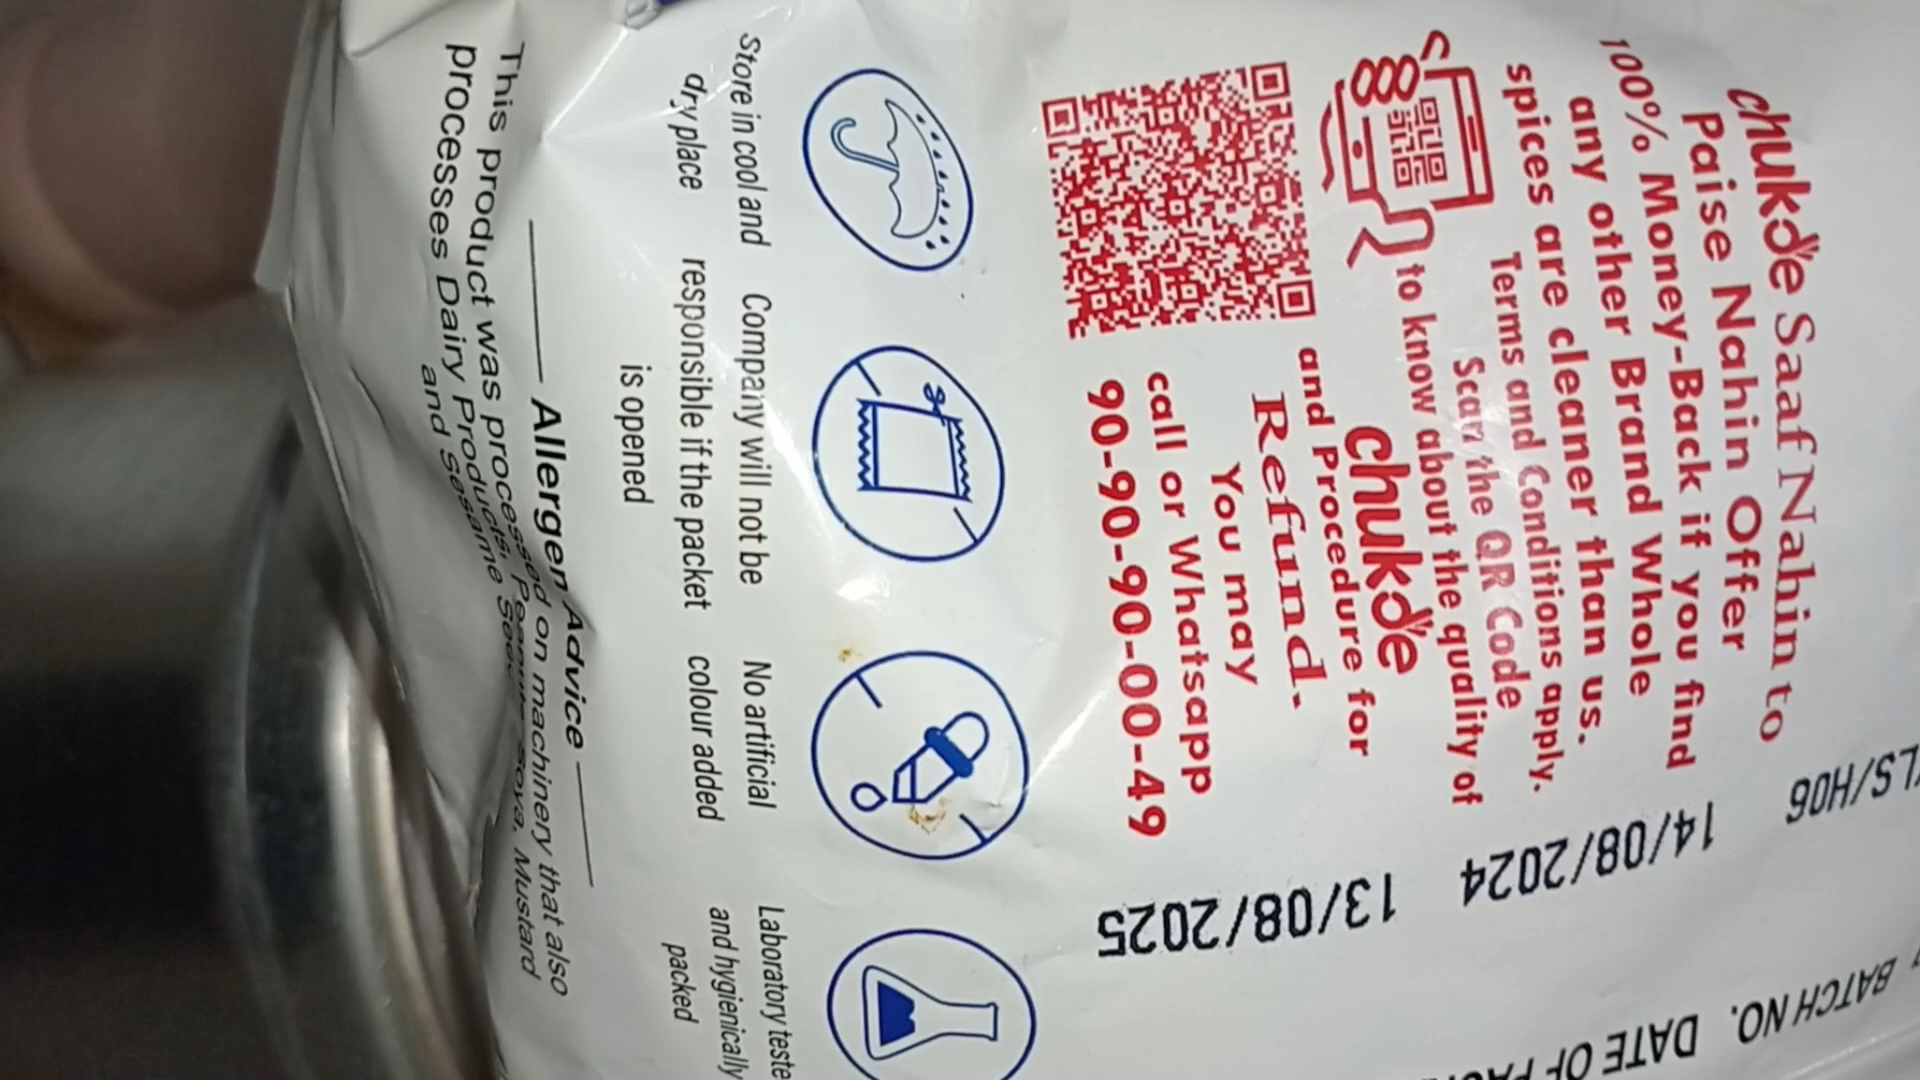 chukde Saaf Nahin to
Paise Nahin Offer
100% Money-Back if you find
any other Brand Whole
spices are cleaner than us.
Terms and Conditions apply.
Scan the QR Code
to know about the quality of
chukde
and Procedure for
Refund.
You may
call or Whatsapp
90-90-90-00-49
Store in cool and
dry place
Company will not be
responsible if the packet
is opened
No artificial
colour added
Laboratory teste
and hygienically
packed
Allergen Advice
This product was processed on machinery that also
processes Dairy Products, Peanuts, Soya, Mustard
and Sesame
BATCH NO.
DATE OF
LS/H06
14/08/2024
13/08/2025